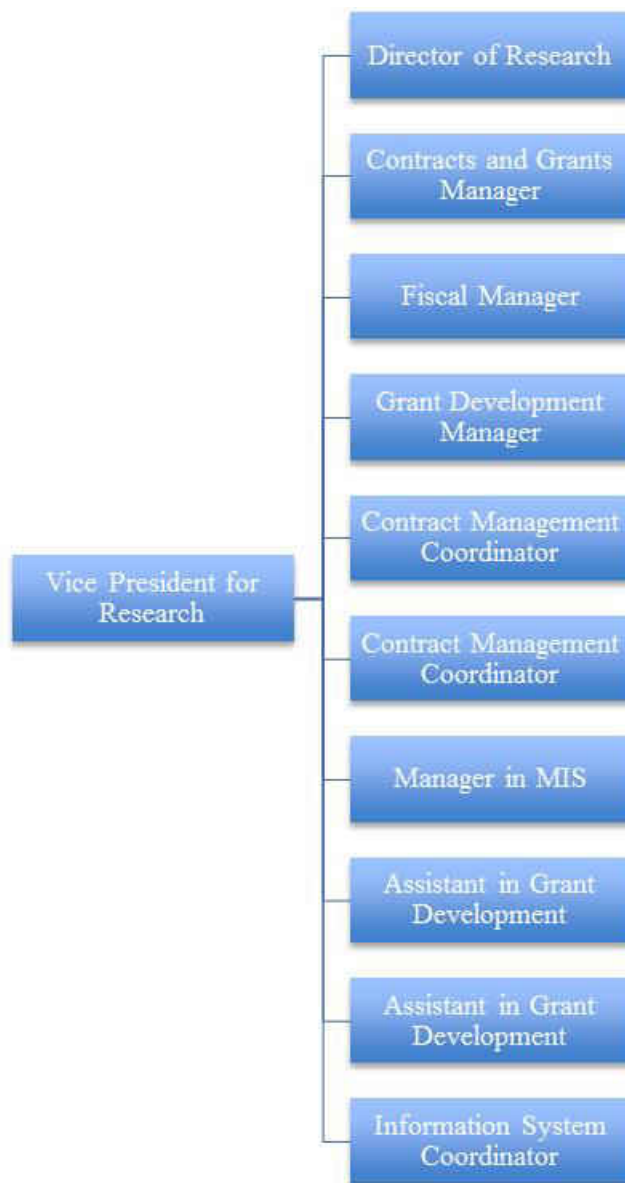 Director of Research
Contracts and Grants
Manager
Fiscal Manager
Grant Development
Manager
Contract Management
Coordinator
Vice President for
Research
Contract Management
Coordinator
Manager in MIS
Assistant in Grant
Development
Assistant in Grant
Development
Information System
Coordinator